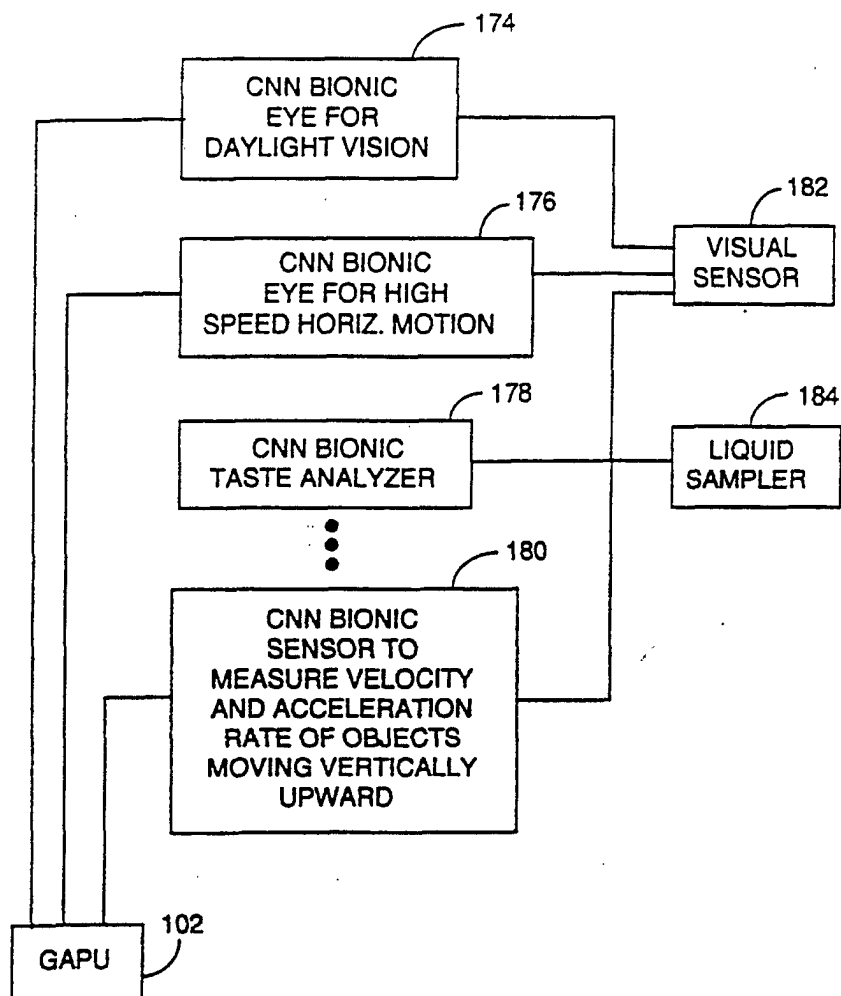 174
CNN BIONIC
EYE FOR
DAYLIGHT VISION
176
182
VISUAL
SENSOR
CNN BIONIC
EYE FOR HIGH
SPEED HORIZ. MOTION
178
184
CNN BIONIC
TASTE ANALYZER
LIQUID
SAMPLER
180
CNN BIONIC
SENSOR TO
MEASURE VELOCITY
AND ACCELERATION
RATE OF OBJECTS
MOVING VERTICALLY
UPWARD
102
GAPU